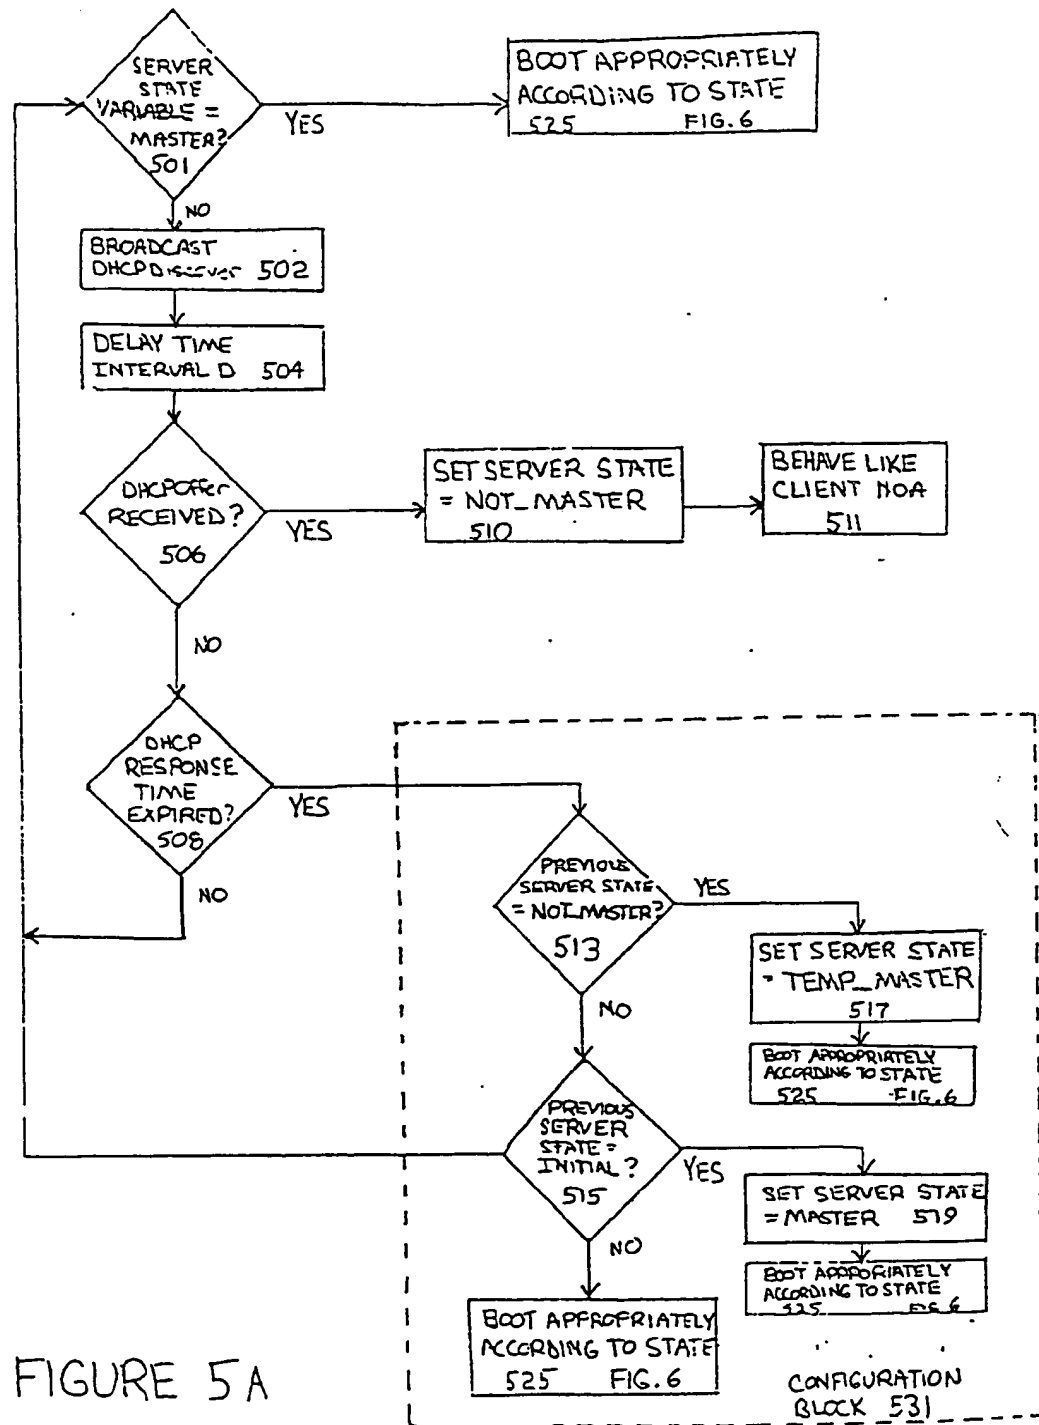 SERVER
STATE
VARIABLE =
MASTER?
501
YES
BOOT APPROPRIATELY
ACCORDING TO STATE
525 FIG. 6
NO
BROADCAST
DHCPDiscover 502
DELAY TIME
INTERVAL D 504
DHCPOffer
RECEIVED?
506
YES
SET SERVER STATE
= NOT_MASTER
510
BEHAVE LIKE
CLIENT NOA
511
NO
DHCP
RESPONSE
TIME
EXPIRED?
508
YES
NO
PREVIOUS
SERVER STATE
= NOT_MASTER?
513
YES
SET SERVER STATE
= TEMP_MASTER
517
BOOT APPROPRIATELY
ACCORDING TO STATE
525 FIG. 6
NO
PREVIOUS
SERVER
STATE =
INITIAL ?
515
YES
SET SERVER STATE
= MASTER 519
BOOT APPROPRIATELY
ACCORDING TO STATE
525 FIG 6
NO
BOOT APPROPRIATELY
ACCORDING TO STATE
525 FIG. 6
CONFIGURATION
BLOCK 531
FIGURE 5A